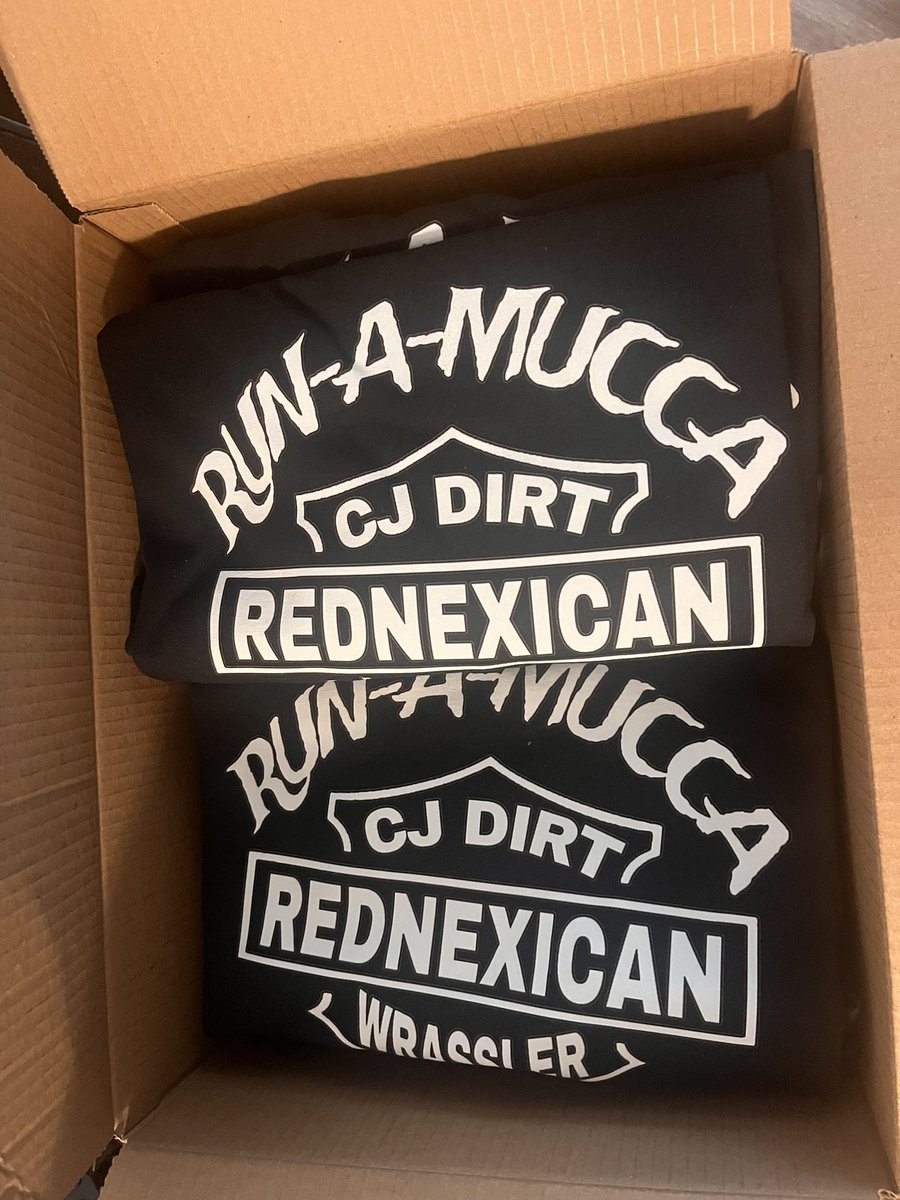 RUN-A-MUCCA
CJ DIRT
REDNEXICAN
RUN-A-MUCCA
CJ DIRT
REDNEXICAN
WRASSLER